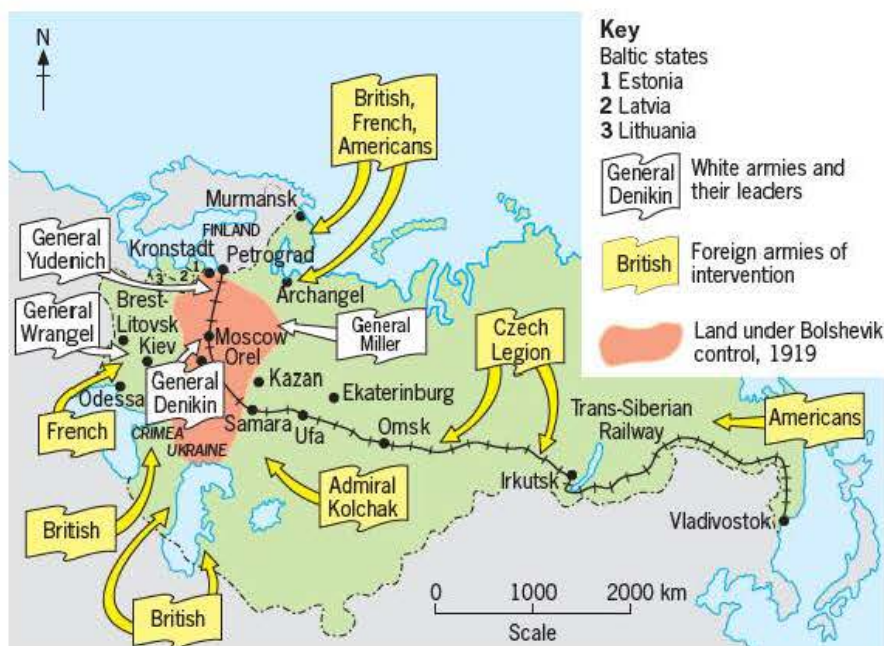 N
British,
French,
Americans
Murmansk
FINLAND
General
Yudenich
Kronstadt
Petrograd
1
2
3
Archangel
General
Wrangel
Brest-
Litovsk
Kiev
Moscow
Orel
General
Miller
Czech
Legion
General
Denikin
Kazan
Ekaterinburg
Odessa
French
CRIMEA
UKRAINE
Samara
Ufa
Omsk
Trans-Siberian
Railway
Americans
Admiral
Kolchak
Irkutsk
Vladivostok
British
British
0 1000 2000 km
Scale
Key
Baltic states
1 Estonia
2 Latvia
3 Lithuania
General
Denikin
White armies and
their leaders
British
Foreign armies of
intervention
Land under Bolshevik
control, 1919